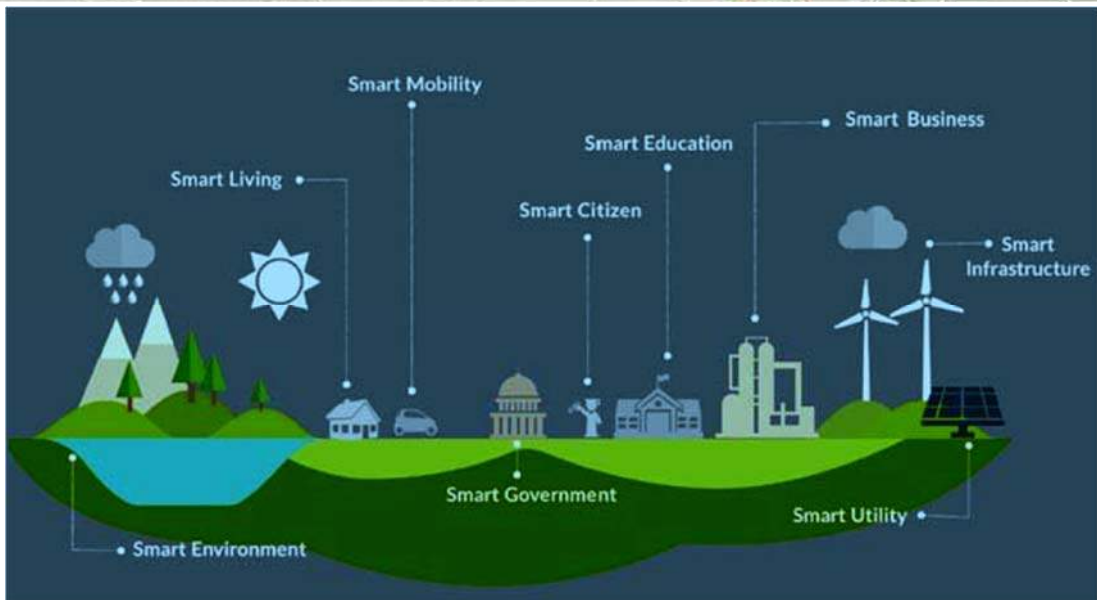 Smart Mobility
Smart Business
Smart Education
Smart Living
Smart Citizen
Smart
Infrastructure
Smart Government
Smart Utility
Smart Environment